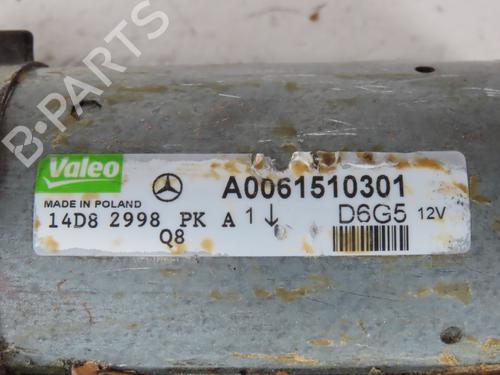 B-PARTS
Valeo
A0061510301
MADE IN POLAND
14D8 2998 PK A 1↓ D6G5 12V
Q8